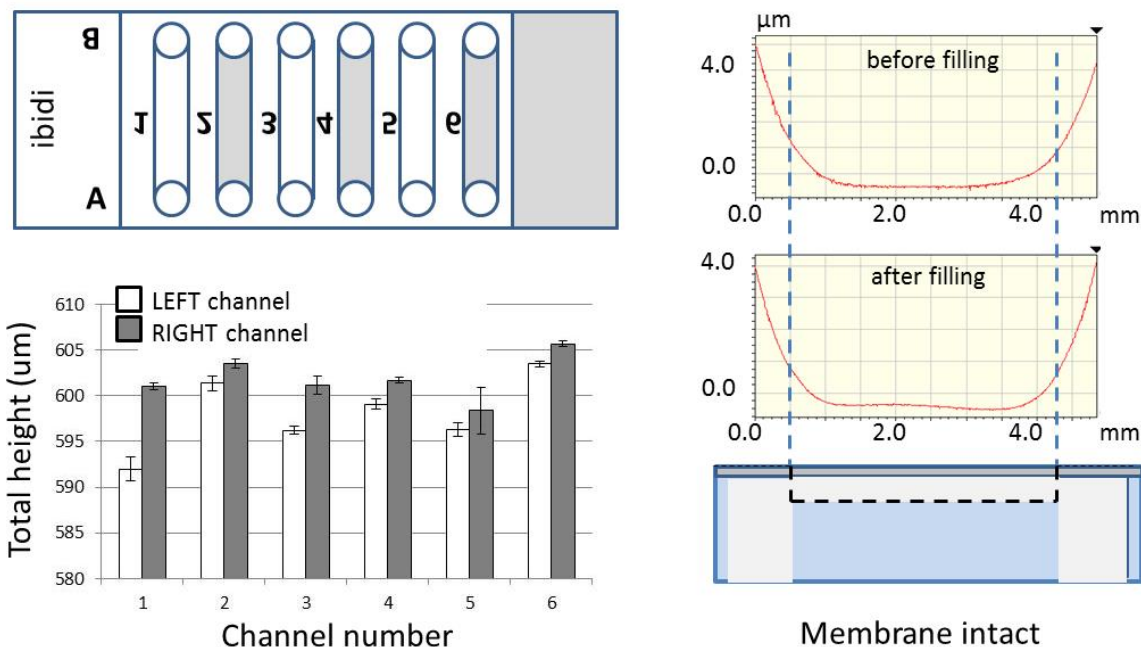 ibidi
B
A
1 2 3 4 5 6
LEFT channel
RIGHT channel
Total height (um)
610
605
600
595
590
585
580
1 2 3 4 5 6
Channel number
µm
before filling
4.0
0.0
0.0 2.0 4.0 mm
after filling
4.0
0.0
0.0 2.0 4.0 mm
Membrane intact